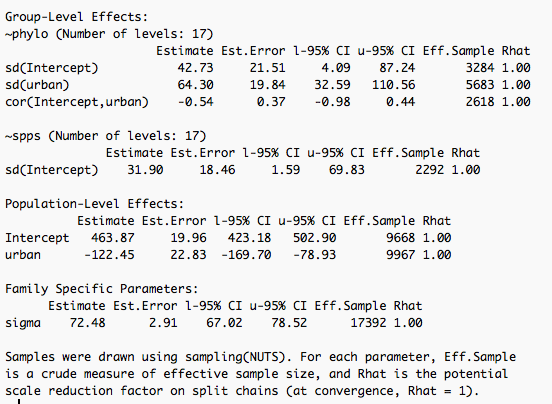 Group-Level Effects:
~phylo (Number of levels: 17)
Estimate Est.Error l-95% CI u-95% CI Eff.Sample Rhat
sd(Intercept) 42.73 21.51 4.09 87.24 3284 1.00
sd(urban) 64.30 19.84 32.59 110.56 5683 1.00
cor(Intercept,urban) -0.54 0.37 -0.98 0.44 2618 1.00
~spps (Number of levels: 17)
Estimate Est.Error l-95% CI u-95% CI Eff.Sample Rhat
sd(Intercept) 31.90 18.46 1.59 69.83 2292 1.00
Population-Level Effects:
Estimate Est.Error l-95% CI u-95% CI Eff.Sample Rhat
Intercept 463.87 19.96 423.18 502.90 9668 1.00
urban -122.45 22.83 -169.70 -78.93 9967 1.00
Family Specific Parameters:
Estimate Est.Error l-95% CI u-95% CI Eff.Sample Rhat
sigma 72.48 2.91 67.02 78.52 17392 1.00
Samples were drawn using sampling(NUTS). For each parameter, Eff.Sample
is a crude measure of effective sample size, and Rhat is the potential
scale reduction factor on split chains (at convergence, Rhat = 1).